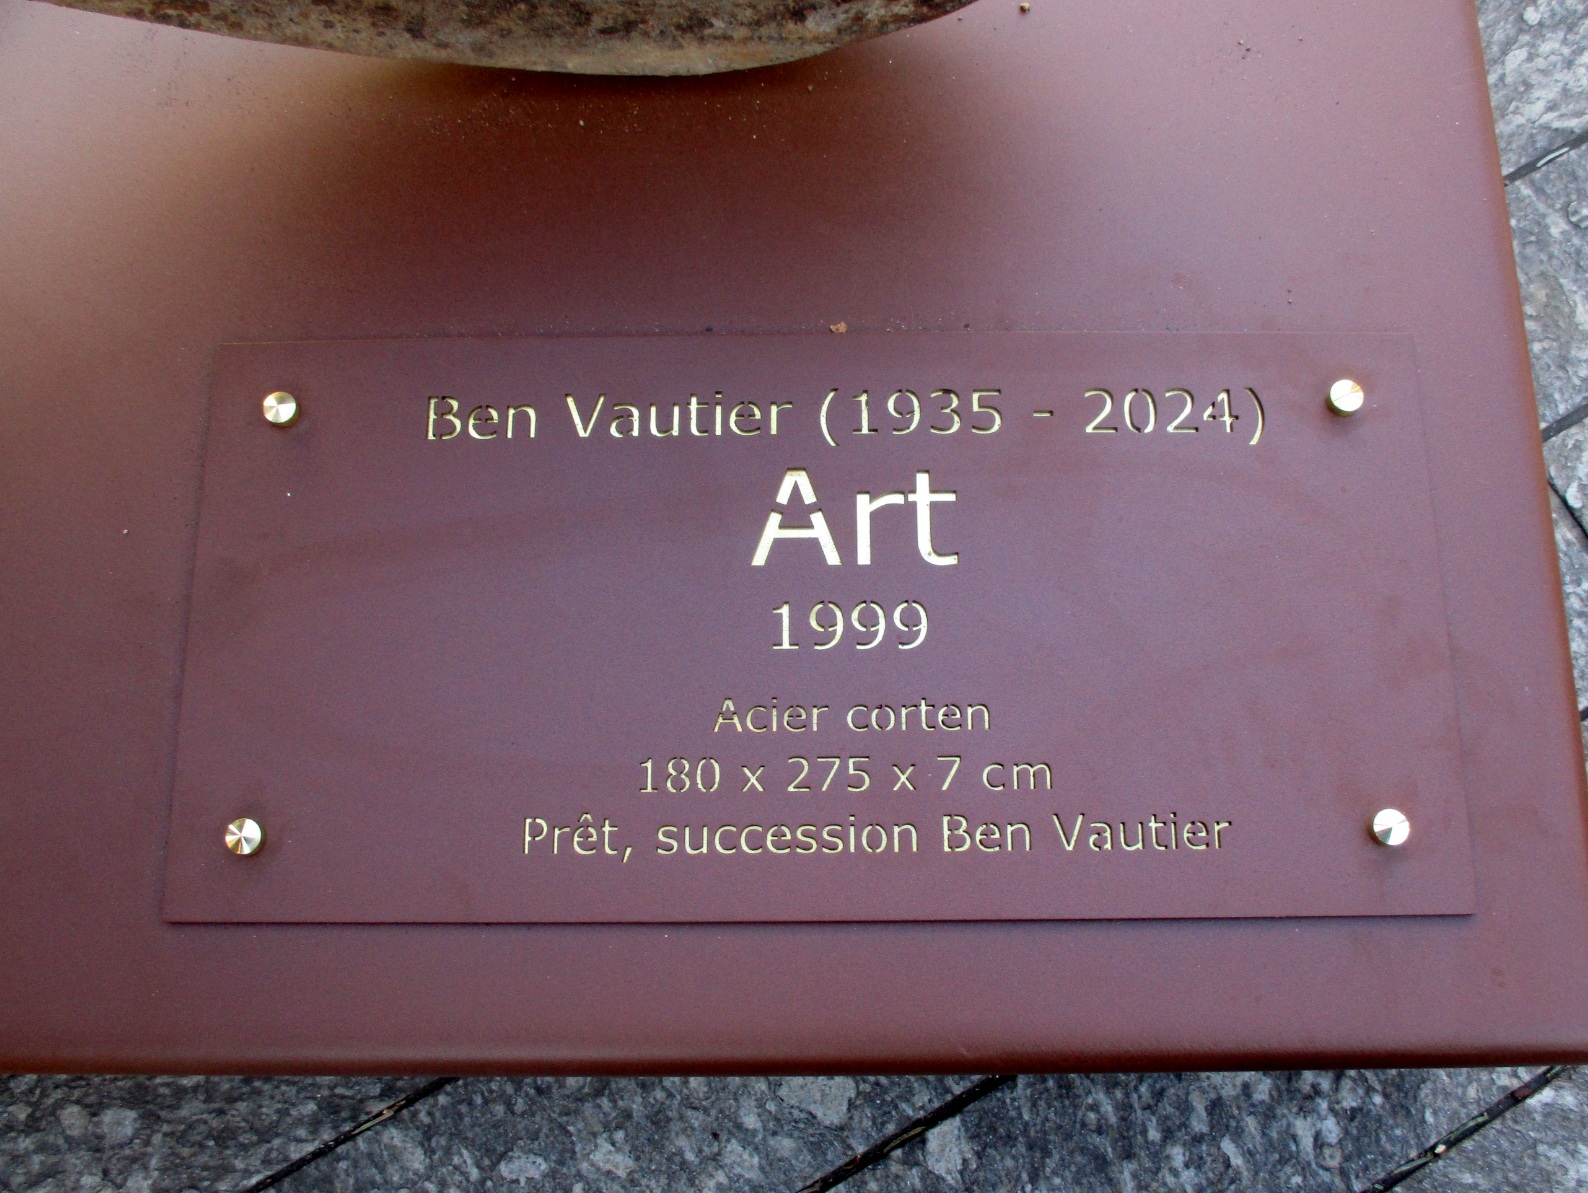 Ben Vautier (1935 - 2024)
Art
1999
Acier corten
180 x 275 x 7 cm
Prêt, succession Ben Vautier